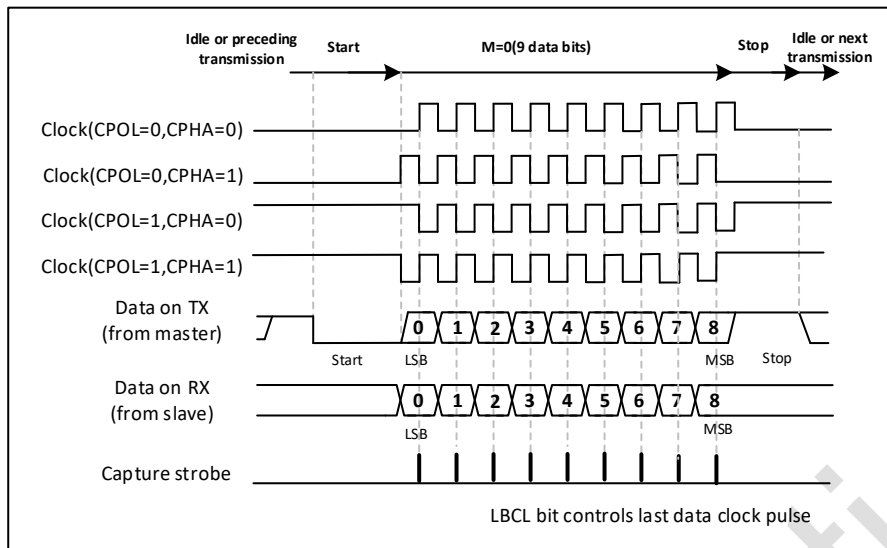 Idle or preceding
transmission
Start
M=0(9 data bits)
Stop
Idle or next
transmission
Clock(CPOL=0,CPHA=0)
Clock(CPOL=0,CPHA=1)
Clock(CPOL=1,CPHA=0)
Clock(CPOL=1,CPHA=1)
Data on TX
(from master)
0 1 2 3 4 5 6 7 8
Start
LSB
MSB
Stop
Data on RX
(from slave)
0 1 2 3 4 5 6 7 8
LSB
MSB
Capture strobe
LBCL bit controls last data clock pulse